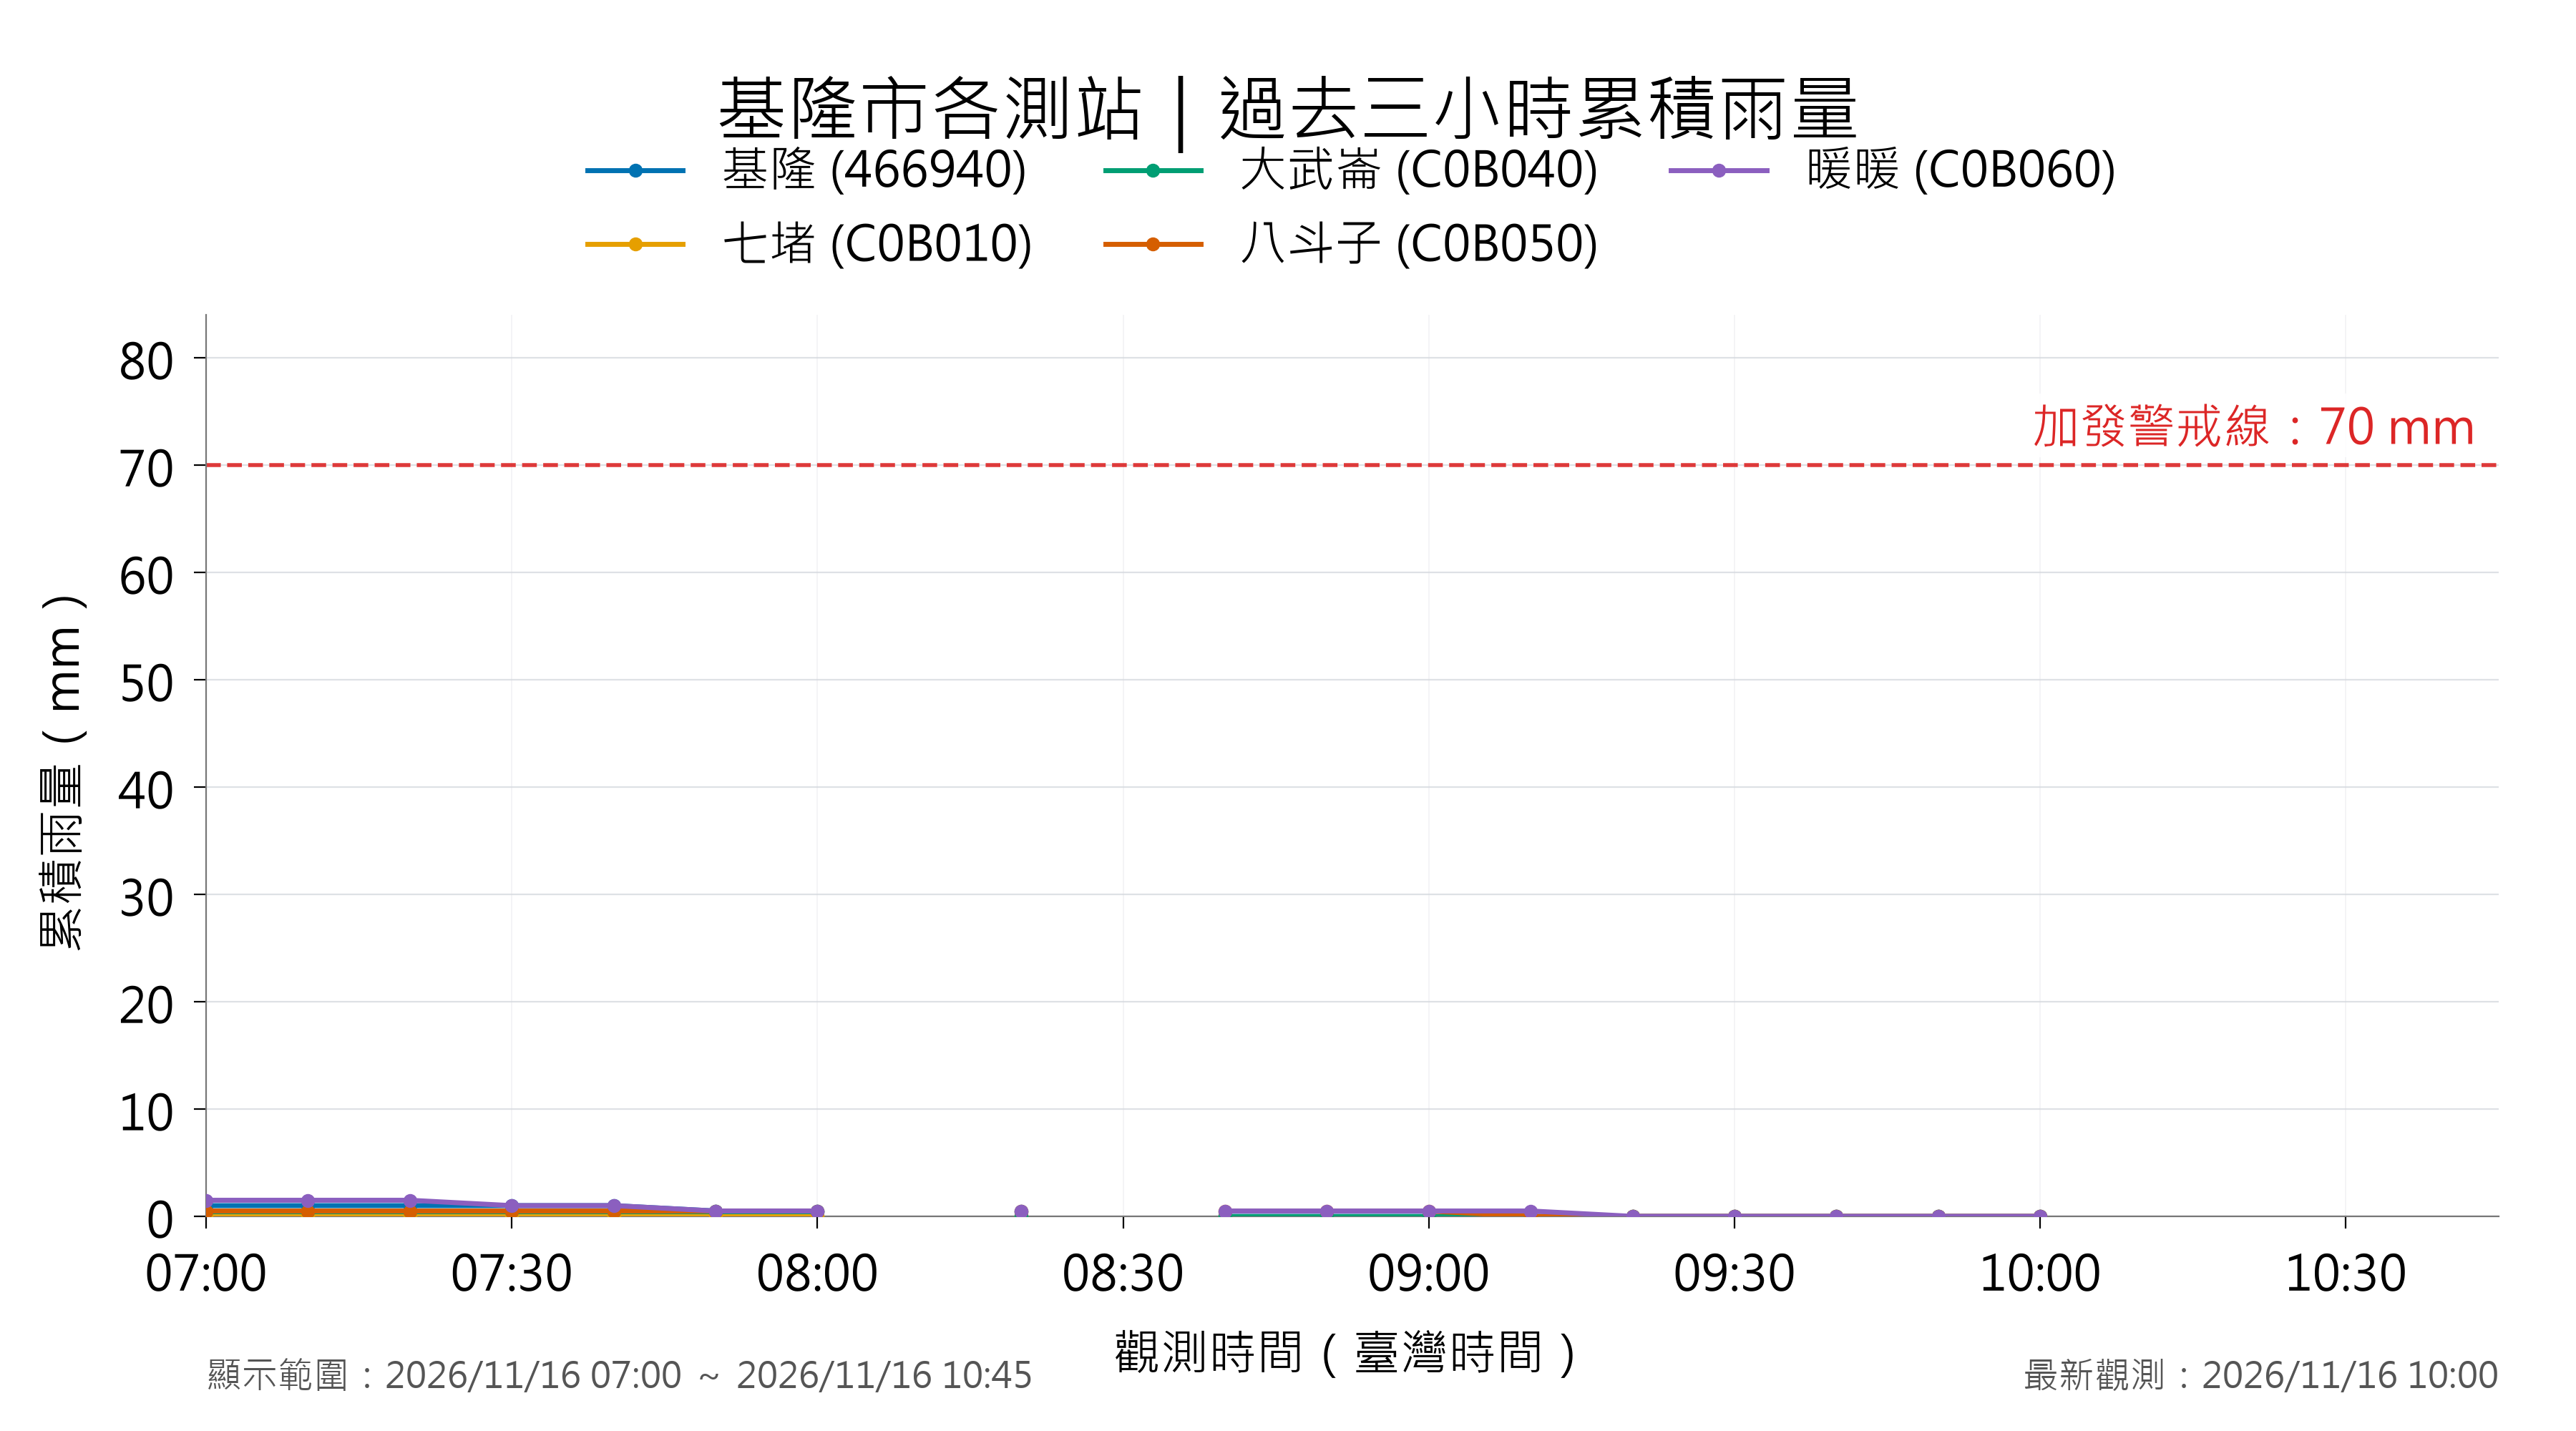 基隆市各測站｜過去三小時累積雨量
基隆 (466940)
大武崙 (C0B040)
暖暖 (C0B060)
七堵 (C0B010)
八斗子 (C0B050)
80
加發警戒線：70 mm
70
60
50
40
30
20
10
0
累積雨量（mm）
07:00
07:30
08:00
08:30
09:00
09:30
10:00
10:30
觀測時間（臺灣時間）
顯示範圍：2026/11/16 07:00 ~ 2026/11/16 10:45
最新觀測：2026/11/16 10:00